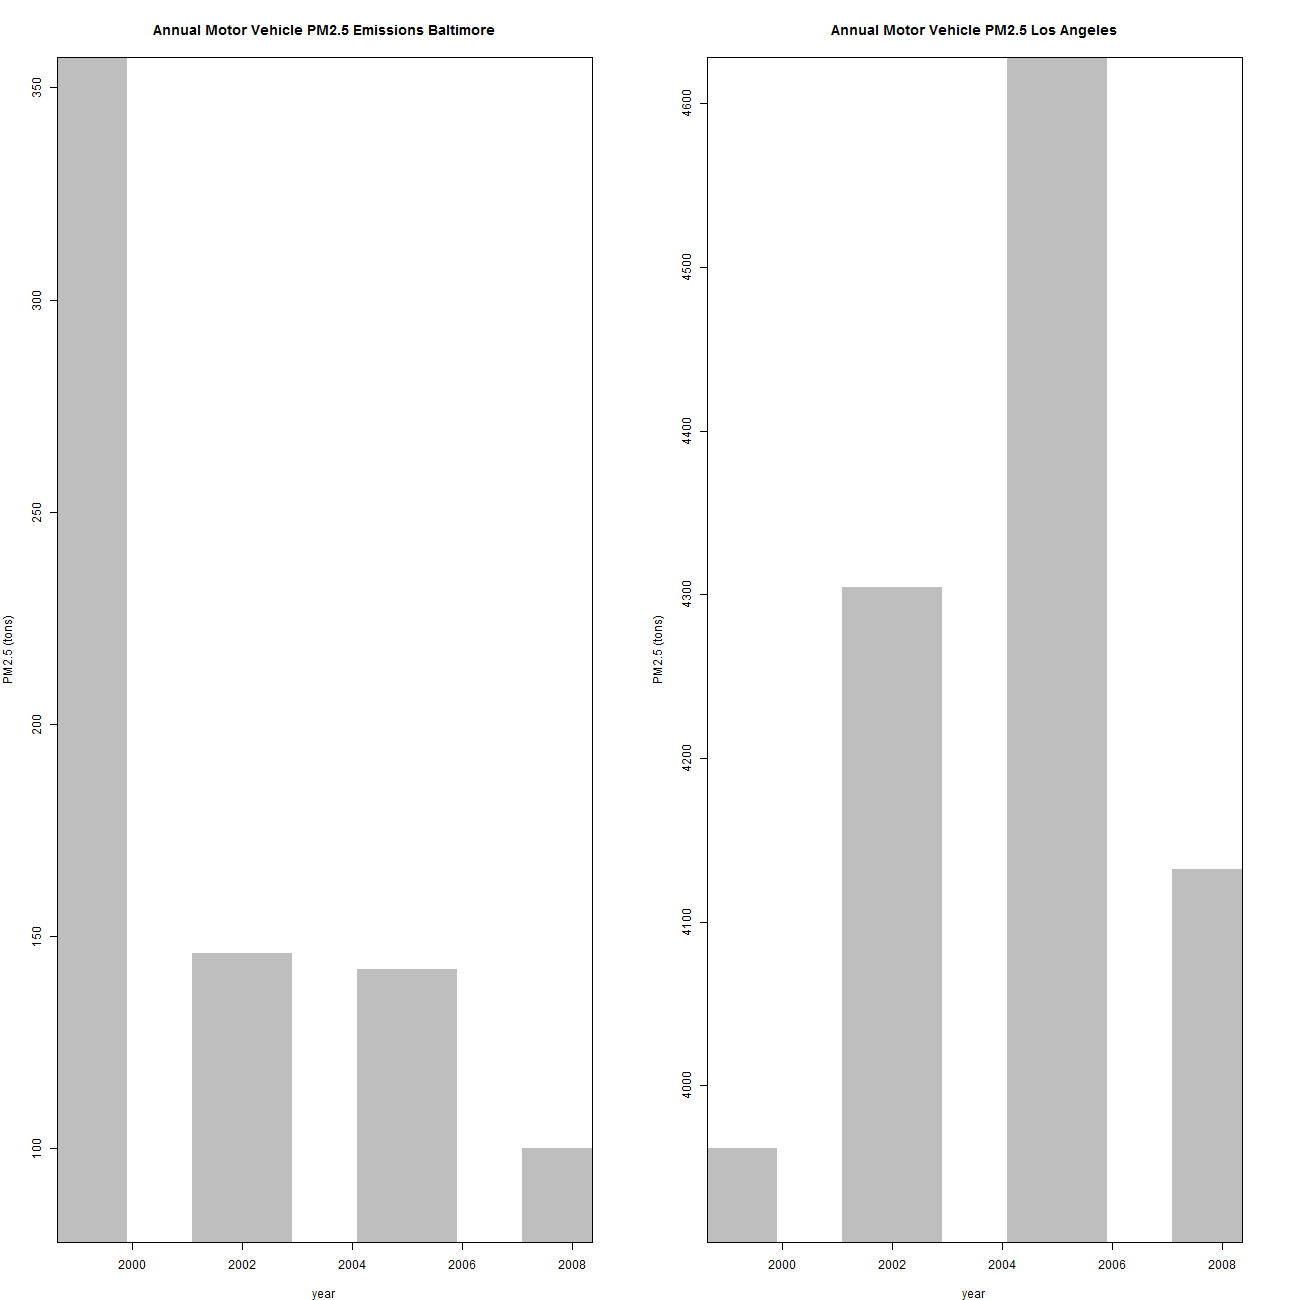 Annual Motor Vehicle PM2.5 Emissions Baltimore
PM2.5 (tons)
350
300
250
200
150
100
2000 2002 2004 2006 2008
year
Annual Motor Vehicle PM2.5 Los Angeles
PM2.5 (tons)
4600
4500
4400
4300
4200
4100
4000
2000 2002 2004 2006 2008
year